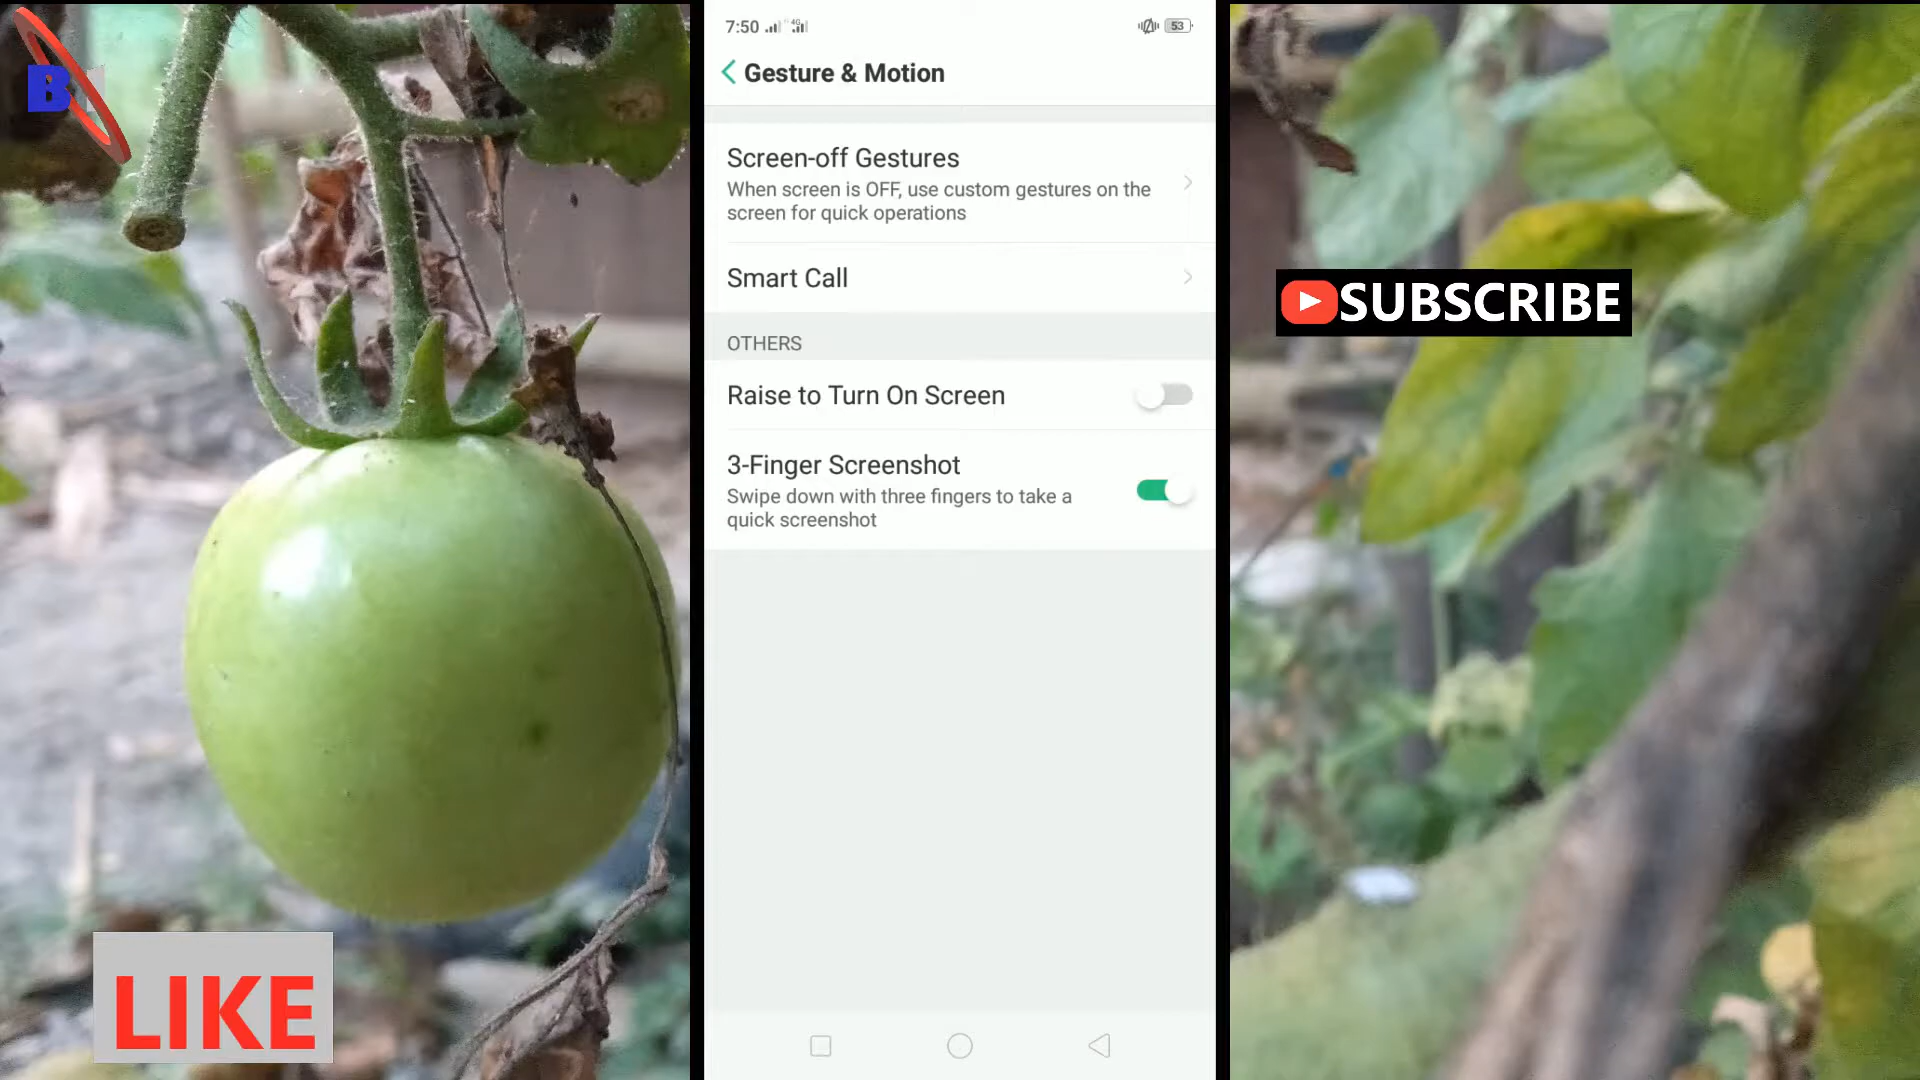 B
7:50
4G
53
Gesture & Motion
Screen-off Gestures
When screen is OFF, use custom gestures on the
screen for quick operations
Smart Call
OTHERS
Raise to Turn On Screen
3-Finger Screenshot
Swipe down with three fingers to take a
quick screenshot
SUBSCRIBE
LIKE